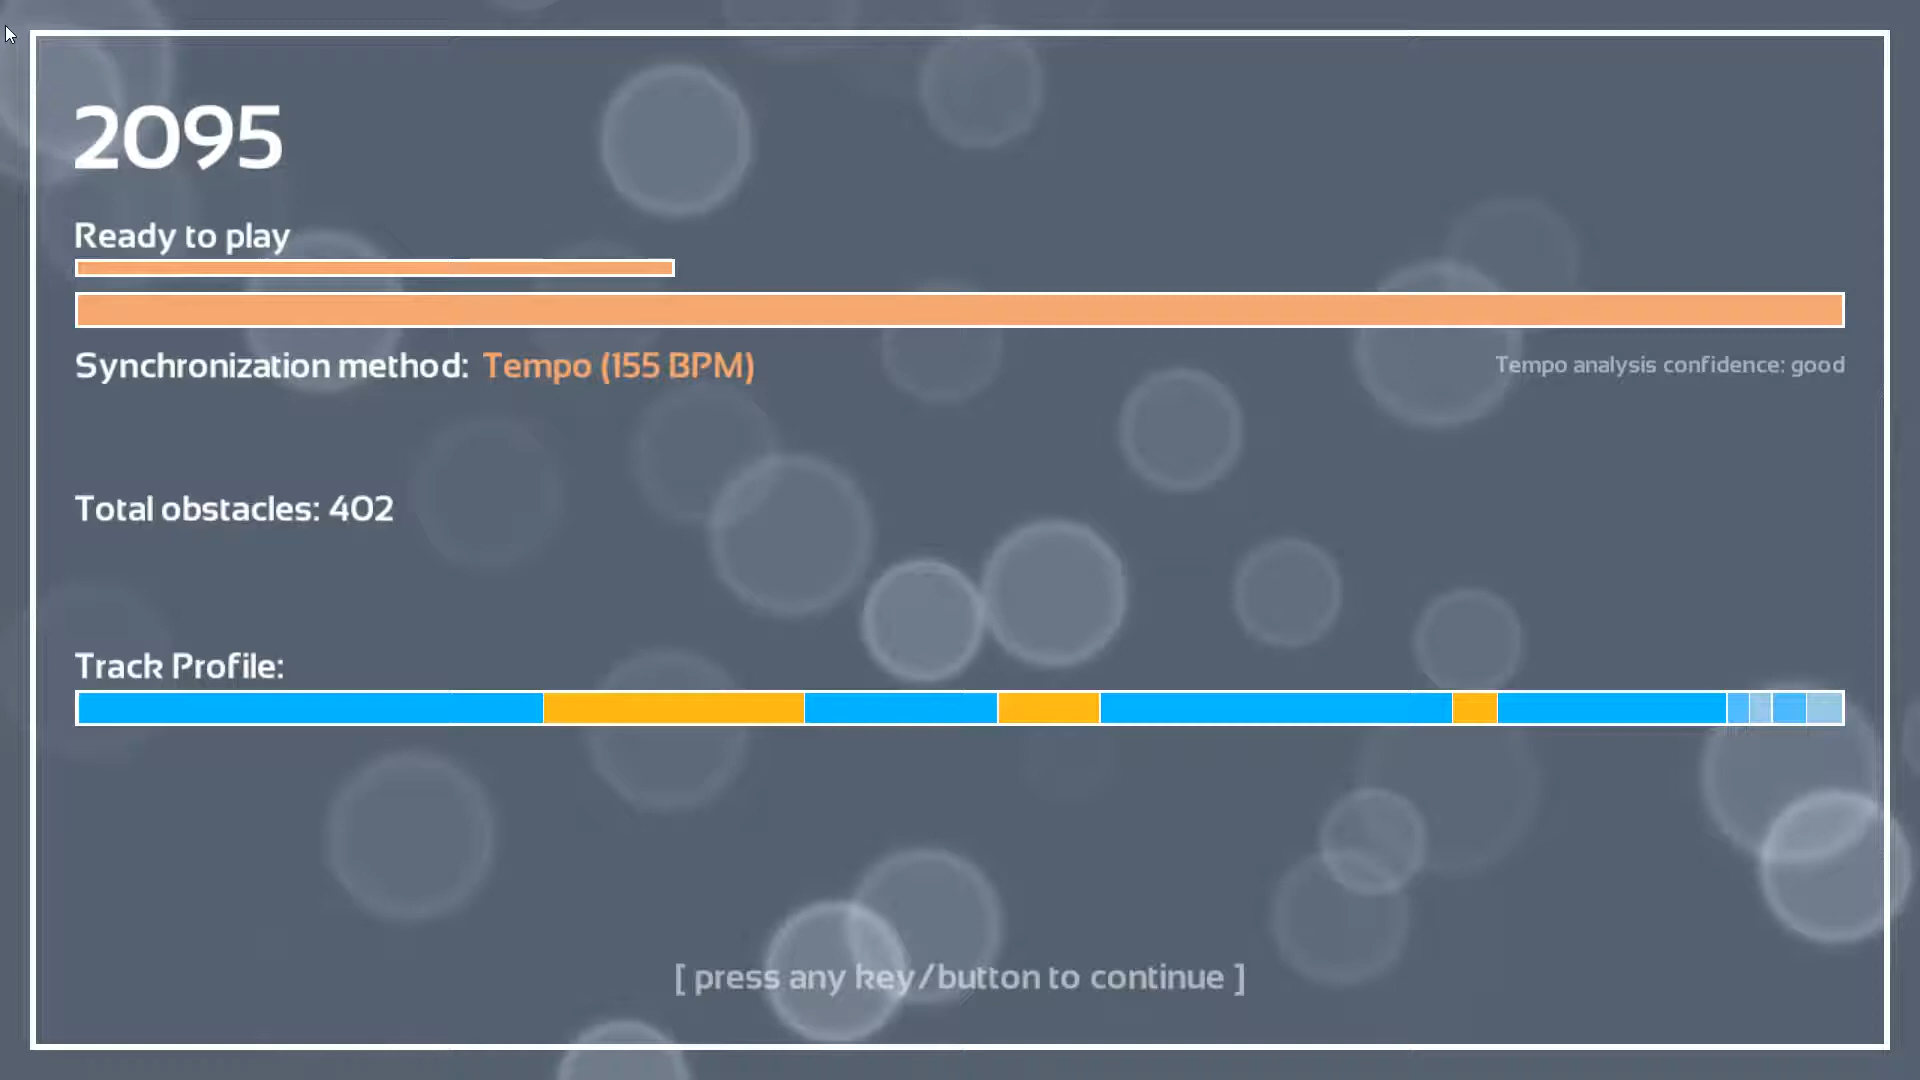 2095
Ready to play
Synchronization method: Tempo (155 BPM)
Tempo analysis confidence: good
Total obstacles: 402
Track Profile:
[ press any key/button to continue ]